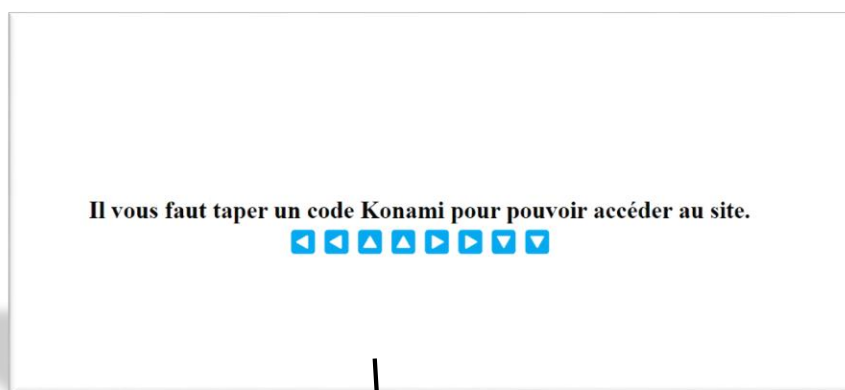 Il vous faut taper un code Konami pour pouvoir accéder au site.
◀◀▲▲▶▶▼▼